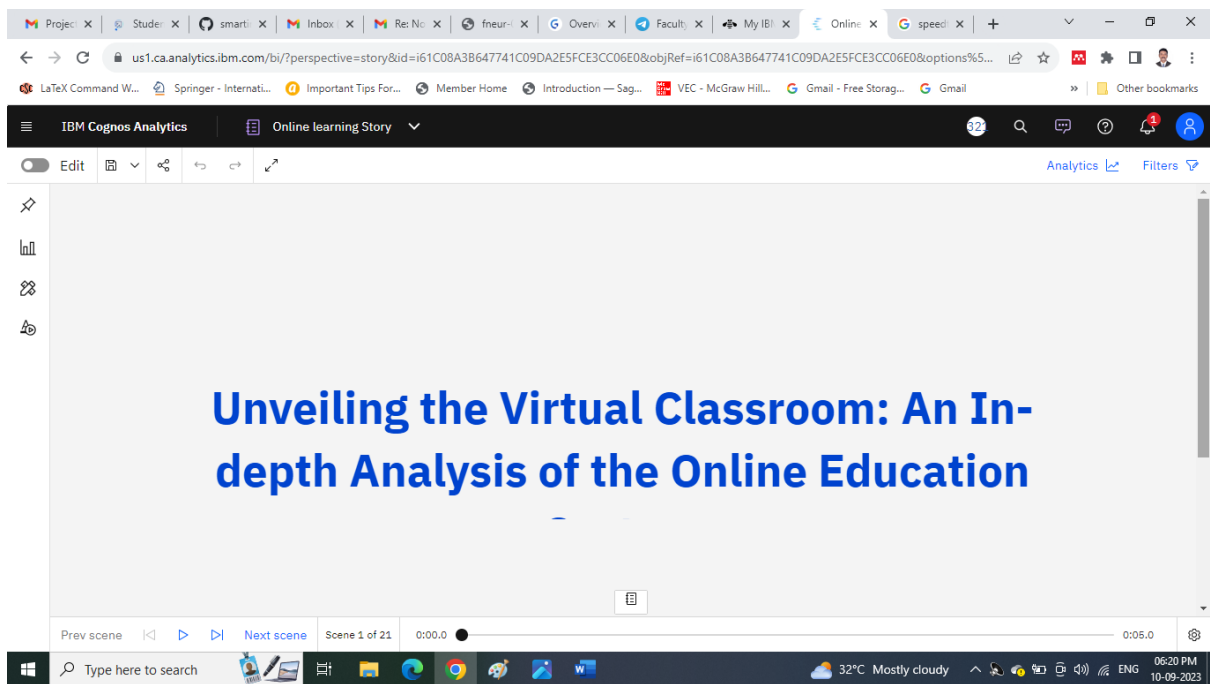 Project Studen smarti Inbox Re: No fneur- Overvi Faculty My IBM Online speed
us1.ca.analytics.ibm.com/bi/?perspective=story&id=i61C08A3B647741C09DA2E5FCE3CC06E0&objRef=i61C08A3B647741C09DA2E5FCE3CC06E0&options%5...
LaTeX Command W... Springer - Internati... Important Tips For... Member Home Introduction — Sag... VEC - McGraw Hill... Gmail - Free Storag... Gmail » Other bookmarks
IBM Cognos Analytics Online learning Story 321 1
Edit Analytics Filters
Unveiling the Virtual Classroom: An In-
depth Analysis of the Online Education
Prev scene Next scene Scene 1 of 21 0:00.0 0:05.0
Type here to search 32°C Mostly cloudy ENG 06:20 PM
10-09-2023